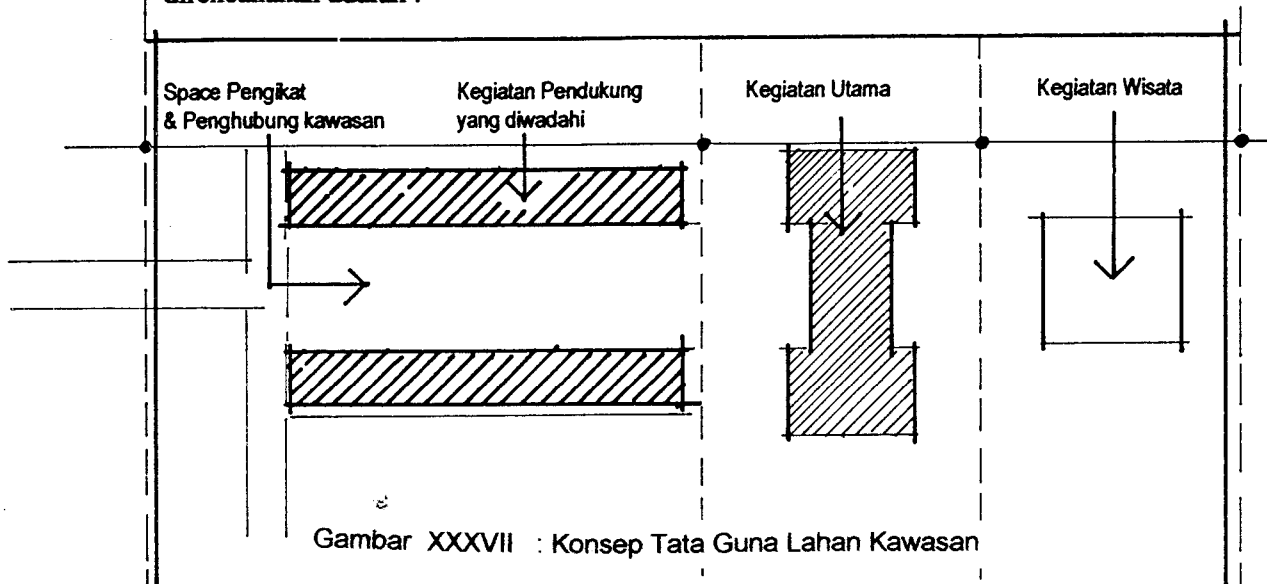 Space Pengikat
& Penghubung kawasan
Kegiatan Pendukung
yang diwadahi
Kegiatan Utama
Kegiatan Wisata
Gambar XXXVII : Konsep Tata Guna Lahan Kawasan